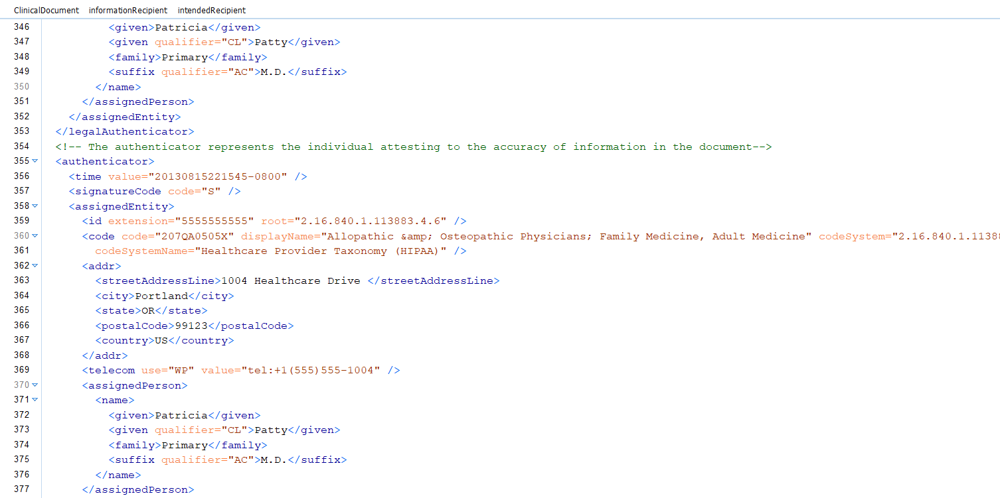 ClinicalDocument informationRecipient intendedRecipient
346 <given>Patricia</given>
347 <given qualifier="CL">Patty</given>
348 <family>Primary</family>
349 <suffix qualifier="AC">M.D.</suffix>
350 </name>
351 </assignedPerson>
352 </assignedEntity>
353 </legalAuthenticator>
354 <!-- The authenticator represents the individual attesting to the accuracy of information in the document-->
355 <authenticator>
356 <time value="20130815221545-0800" />
357 <signatureCode code="S" />
358 <assignedEntity>
359 <id extension="5555555555" root="2.16.840.1.113883.4.6" />
360 <code code="207QA0505X" displayName="Allopathic &amp; Osteopathic Physicians; Family Medicine, Adult Medicine" codeSystem="2.16.840.1.1138
361 codeSystemName="Healthcare Provider Taxonomy (HIPAA)" />
362 <addr>
363 <streetAddressLine>1004 Healthcare Drive </streetAddressLine>
364 <city>Portland</city>
365 <state>OR</state>
366 <postalCode>99123</postalCode>
367 <country>US</country>
368 </addr>
369 <telecom use="WP" value="tel:+1(555)555-1004" />
370 <assignedPerson>
371 <name>
372 <given>Patricia</given>
373 <given qualifier="CL">Patty</given>
374 <family>Primary</family>
375 <suffix qualifier="AC">M.D.</suffix>
376 </name>
377 </assignedPerson>